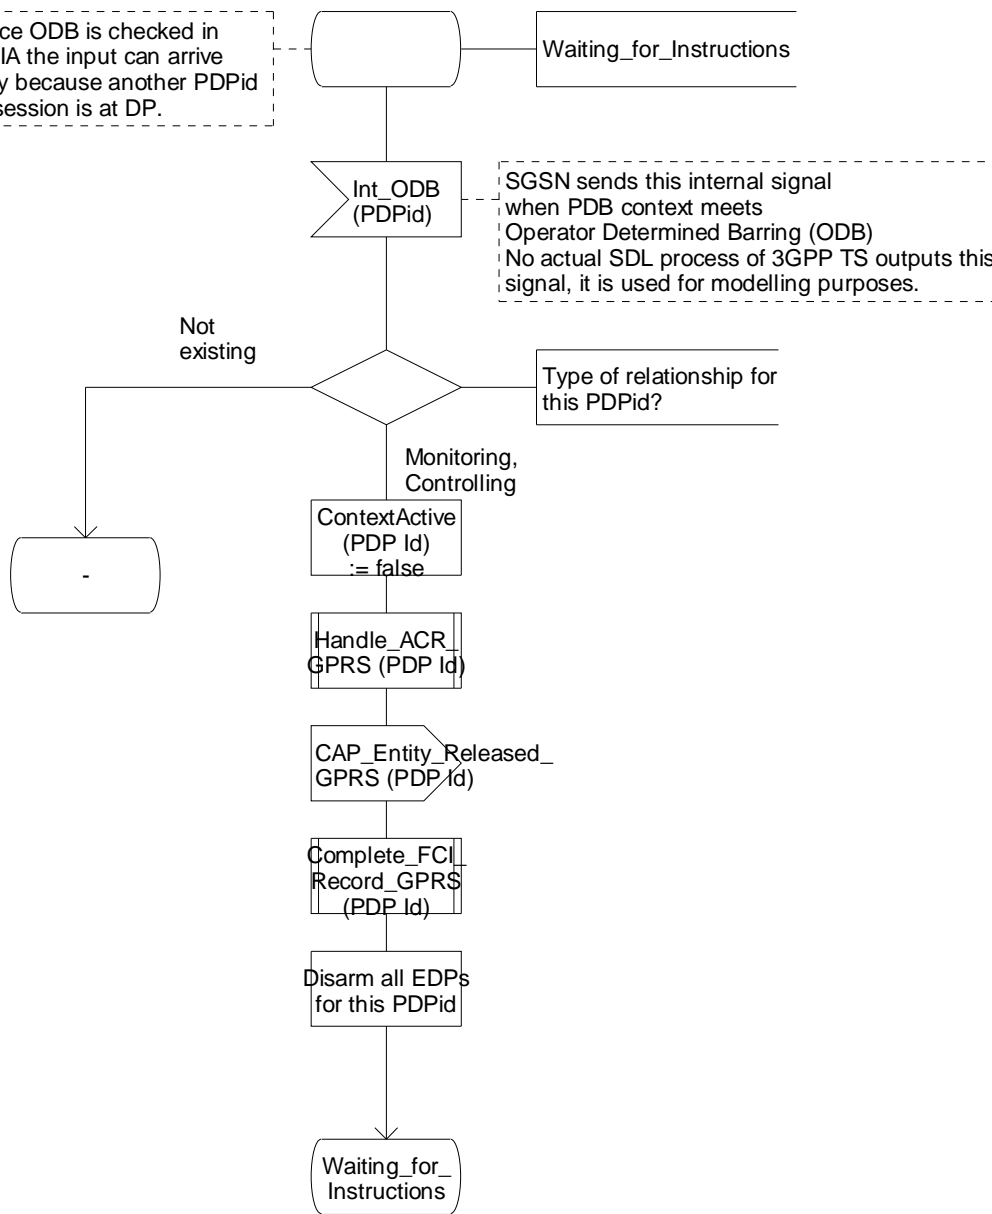 ce ODB is checked in
IA the input can arrive
y because another PDPid
session is at DP.
Waiting_for_Instructions
Int_ODB
(PDPid)
SGSN sends this internal signal
when PDB context meets
Operator Determined Barring (ODB)
No actual SDL process of 3GPP TS outputs this
signal, it is used for modelling purposes.
Not
existing
Type of relationship for
this PDPid?
Monitoring,
Controlling
ContextActive
(PDP Id)
:= false
-
Handle_ACR_
GPRS (PDP Id)
CAP_Entity_Released_
GPRS (PDP Id)
Complete_FCI_
Record_GPRS
(PDP Id)
Disarm all EDPs
for this PDPid
Waiting_for_
Instructions